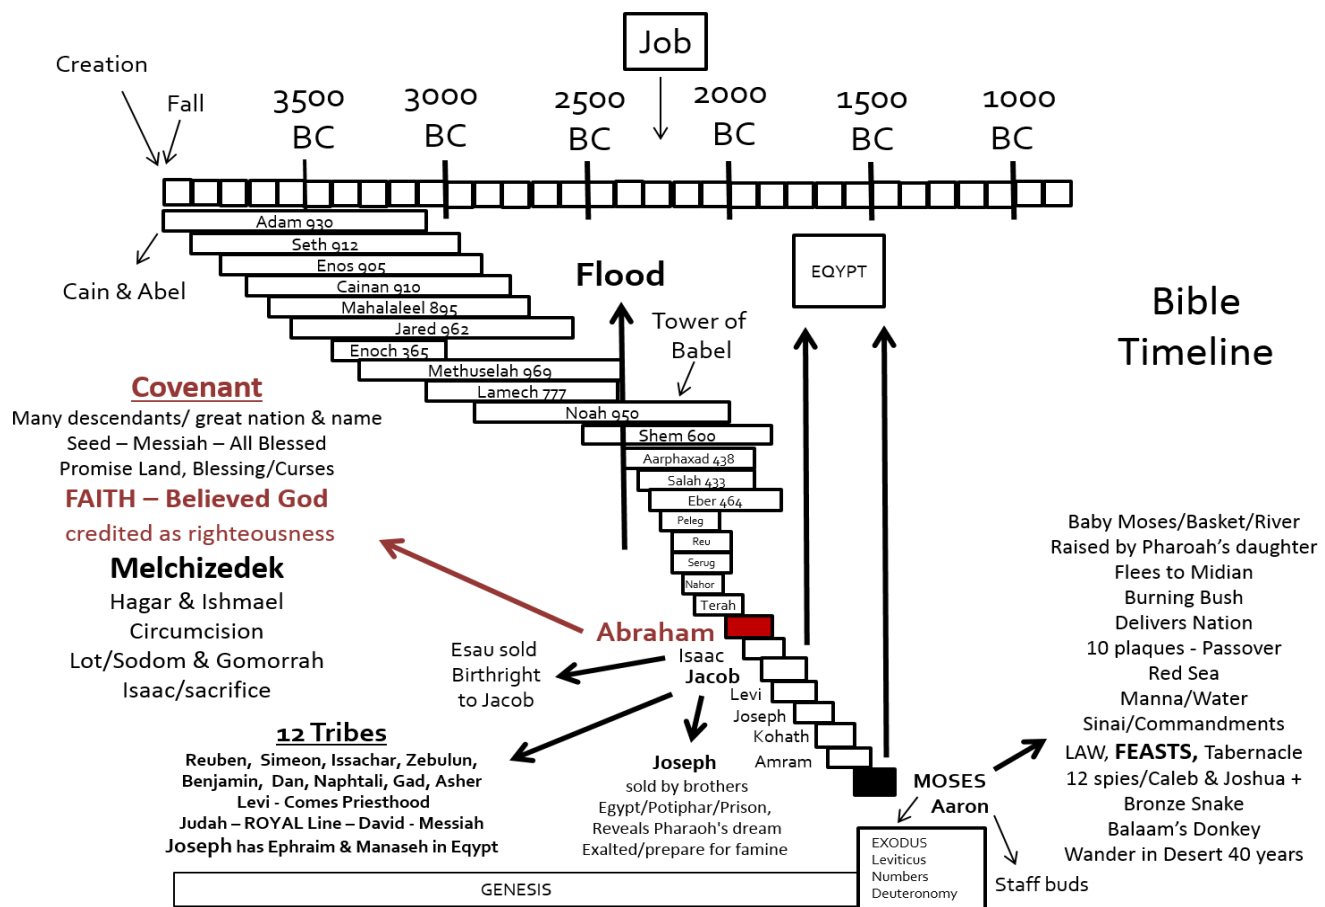 Job
Creation
Fall
3500
BC
3000
BC
2500
BC
2000
BC
1500
BC
1000
BC
Adam 930
Seth 912
Enos 905
Cainan 910
Mahalaleel 895
Jared 962
Enoch 365
Methuselah 969
Lamech 777
Noah 950
Shem 600
Aarphaxad 438
Salah 433
Eber 464
Peleg
Reu
Serug
Nahor
Terah
Cain & Abel
Flood
Tower of
Babel
EQYPT
Bible
Timeline
Covenant
Many descendants/ great nation & name
Seed – Messiah – All Blessed
Promise Land, Blessing/Curses
FAITH – Believed God
credited as righteousness
Melchizedek
Hagar & Ishmael
Circumcision
Lot/Sodom & Gomorrah
Isaac/sacrifice
Abraham
Isaac
Jacob
Levi
Joseph
Kohath
Amram
Esau sold
Birthright
to Jacob
12 Tribes
Reuben, Simeon, Issachar, Zebulun,
Benjamin, Dan, Naphtali, Gad, Asher
Levi - Comes Priesthood
Judah – ROYAL Line – David - Messiah
Joseph has Ephraim & Manaseh in Eqypt
Joseph
sold by brothers
Egypt/Potiphar/Prison,
Reveals Pharaoh's dream
Exalted/prepare for famine
MOSES
Aaron
Baby Moses/Basket/River
Raised by Pharoah's daughter
Flees to Midian
Burning Bush
Delivers Nation
10 plaques - Passover
Red Sea
Manna/Water
Sinai/Commandments
LAW, FEASTS, Tabernacle
12 spies/Caleb & Joshua +
Bronze Snake
Balaam's Donkey
Wander in Desert 40 years
EXODUS
Leviticus
Numbers
Deuteronomy
Staff buds
GENESIS